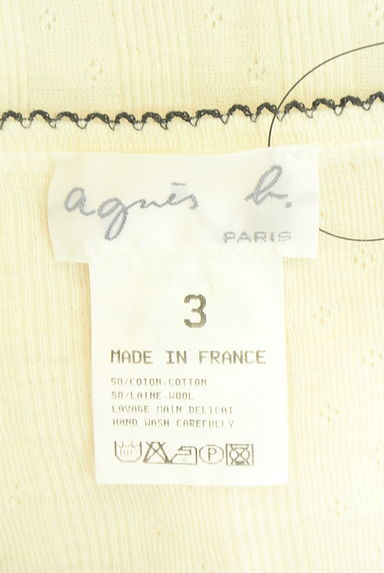 agnès b.
PARIS
3
MADE IN FRANCE
50/COTON.COTTON
50/LAINE.WOOL
LAVAGE MAIN DELICAT
HAND WASH CAREFULLY
P